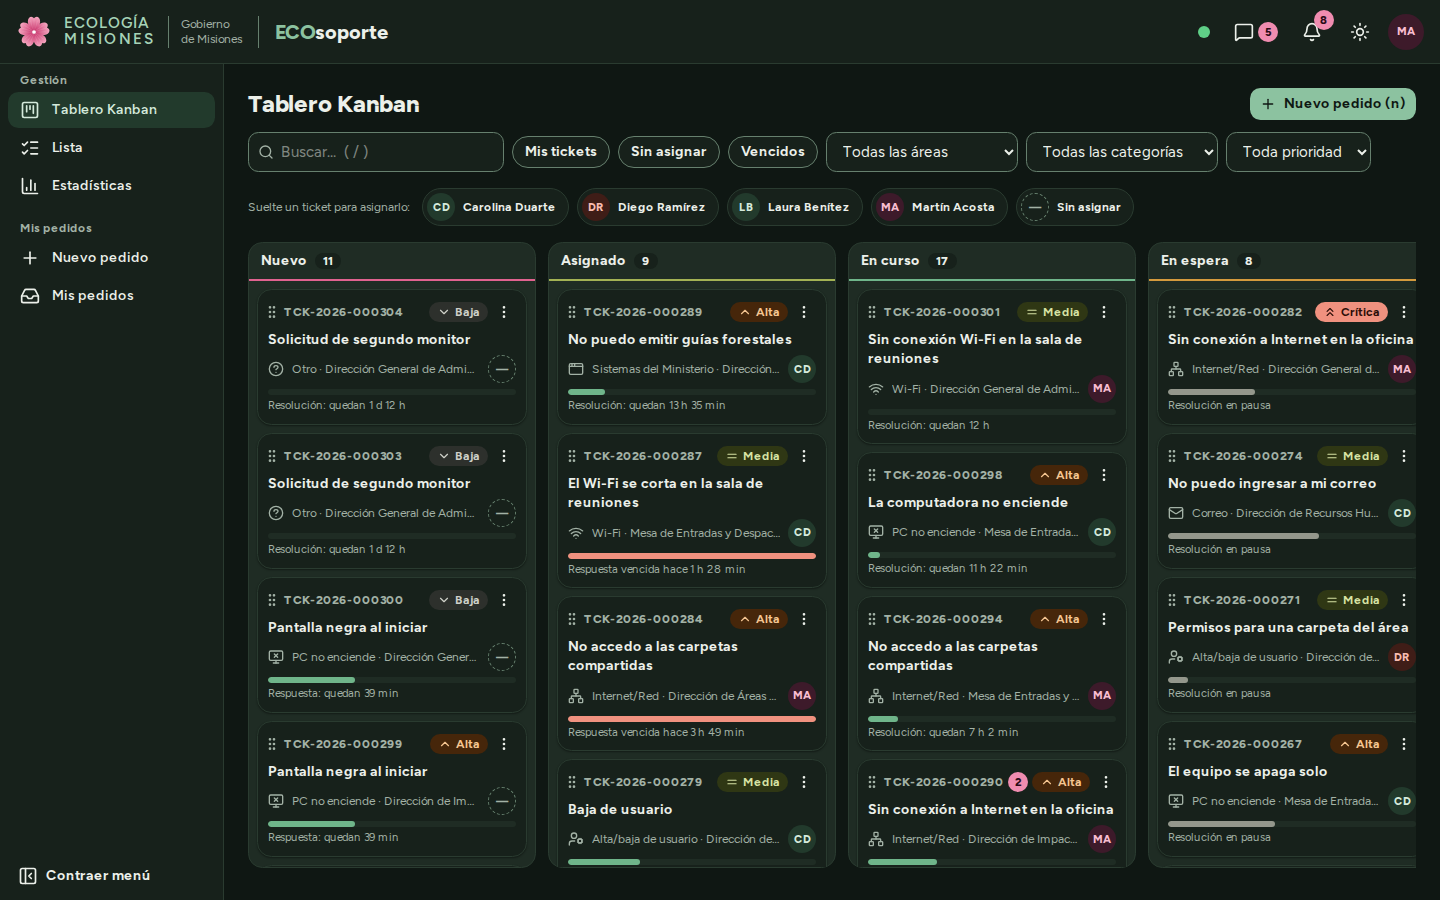 ECOLOGÍA
MISIONES
Gobierno
de Misiones
ECOsoporte
5
8
MA
Gestión
Tablero Kanban
Lista
Estadísticas
Mis pedidos
Nuevo pedido
Mis pedidos
Contraer menú
Tablero Kanban
Nuevo pedido (n)
Buscar... ( / )
Mis tickets
Sin asignar
Vencidos
Todas las áreas
Todas las categorías
Toda prioridad
Suelte un ticket para asignarlo:
CD Carolina Duarte
DR Diego Ramírez
LB Laura Benítez
MA Martín Acosta
Sin asignar
Nuevo 11
TCK-2026-000304 Baja
Solicitud de segundo monitor
Otro · Dirección General de Admi...
Resolución: quedan 1 d 12 h
TCK-2026-000303 Baja
Solicitud de segundo monitor
Otro · Dirección General de Admi...
Resolución: quedan 1 d 12 h
TCK-2026-000300 Baja
Pantalla negra al iniciar
PC no enciende · Dirección Gener...
Respuesta: quedan 39 min
TCK-2026-000299 Alta
Pantalla negra al iniciar
PC no enciende · Dirección de Im...
Respuesta: quedan 39 min
Asignado 9
TCK-2026-000289 Alta
No puedo emitir guías forestales
Sistemas del Ministerio · Dirección... CD
Resolución: quedan 13 h 35 min
TCK-2026-000287 Media
El Wi-Fi se corta en la sala de
reuniones
Wi-Fi · Mesa de Entradas y Despac... CD
Respuesta vencida hace 1 h 28 min
TCK-2026-000284 Alta
No accedo a las carpetas
compartidas
Internet/Red · Dirección de Áreas ... MA
Respuesta vencida hace 3 h 49 min
TCK-2026-000279 Media
Baja de usuario
Alta/baja de usuario · Dirección de... CD
En curso 17
TCK-2026-000301 Media
Sin conexión Wi-Fi en la sala de
reuniones
Wi-Fi · Dirección General de Admi... MA
Resolución: quedan 12 h
TCK-2026-000298 Alta
La computadora no enciende
PC no enciende · Mesa de Entrada... CD
Resolución: quedan 11 h 22 min
TCK-2026-000294 Alta
No accedo a las carpetas
compartidas
Internet/Red · Mesa de Entradas y ... MA
Resolución: quedan 7 h 2 min
TCK-2026-000290 2 Alta
Sin conexión a Internet en la oficina
Internet/Red · Dirección de Impac... MA
En espera 8
TCK-2026-000282 Crítica
Sin conexión a Internet en la oficina
Internet/Red · Dirección General d... MA
Resolución en pausa
TCK-2026-000274 Media
No puedo ingresar a mi correo
Correo · Dirección de Recursos Hu... CD
Resolución en pausa
TCK-2026-000271 Media
Permisos para una carpeta del área
Alta/baja de usuario · Dirección de... DR
Resolución en pausa
TCK-2026-000267 Alta
El equipo se apaga solo
PC no enciende · Mesa de Entrada... CD
Resolución en pausa